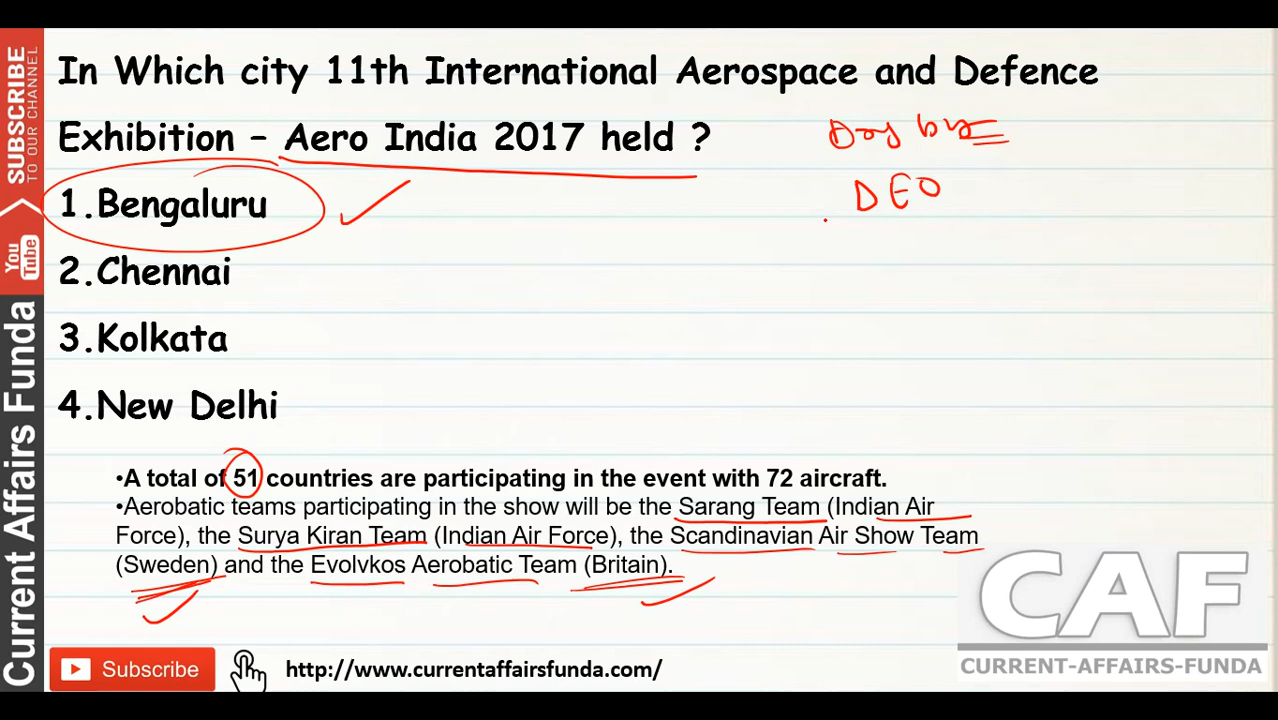 In Which city 11th International Aerospace and Defence
Exhibition – Aero India 2017 held ?
1.Bengaluru
2.Chennai
3.Kolkata
4.New Delhi
by
DEO
•A total of 51 countries are participating in the event with 72 aircraft.
•Aerobatic teams participating in the show will be the Sarang Team (Indian Air
Force), the Surya Kiran Team (Indian Air Force), the Scandinavian Air Show Team
(Sweden) and the Evolvkos Aerobatic Team (Britain).
Subscribe
http://www.currentaffairsfunda.com/
CAF
CURRENT-AFFAIRS-FUNDA
SUBSCRIBE
TO OUR CHANNEL
You
Tube
Current Affairs Funda